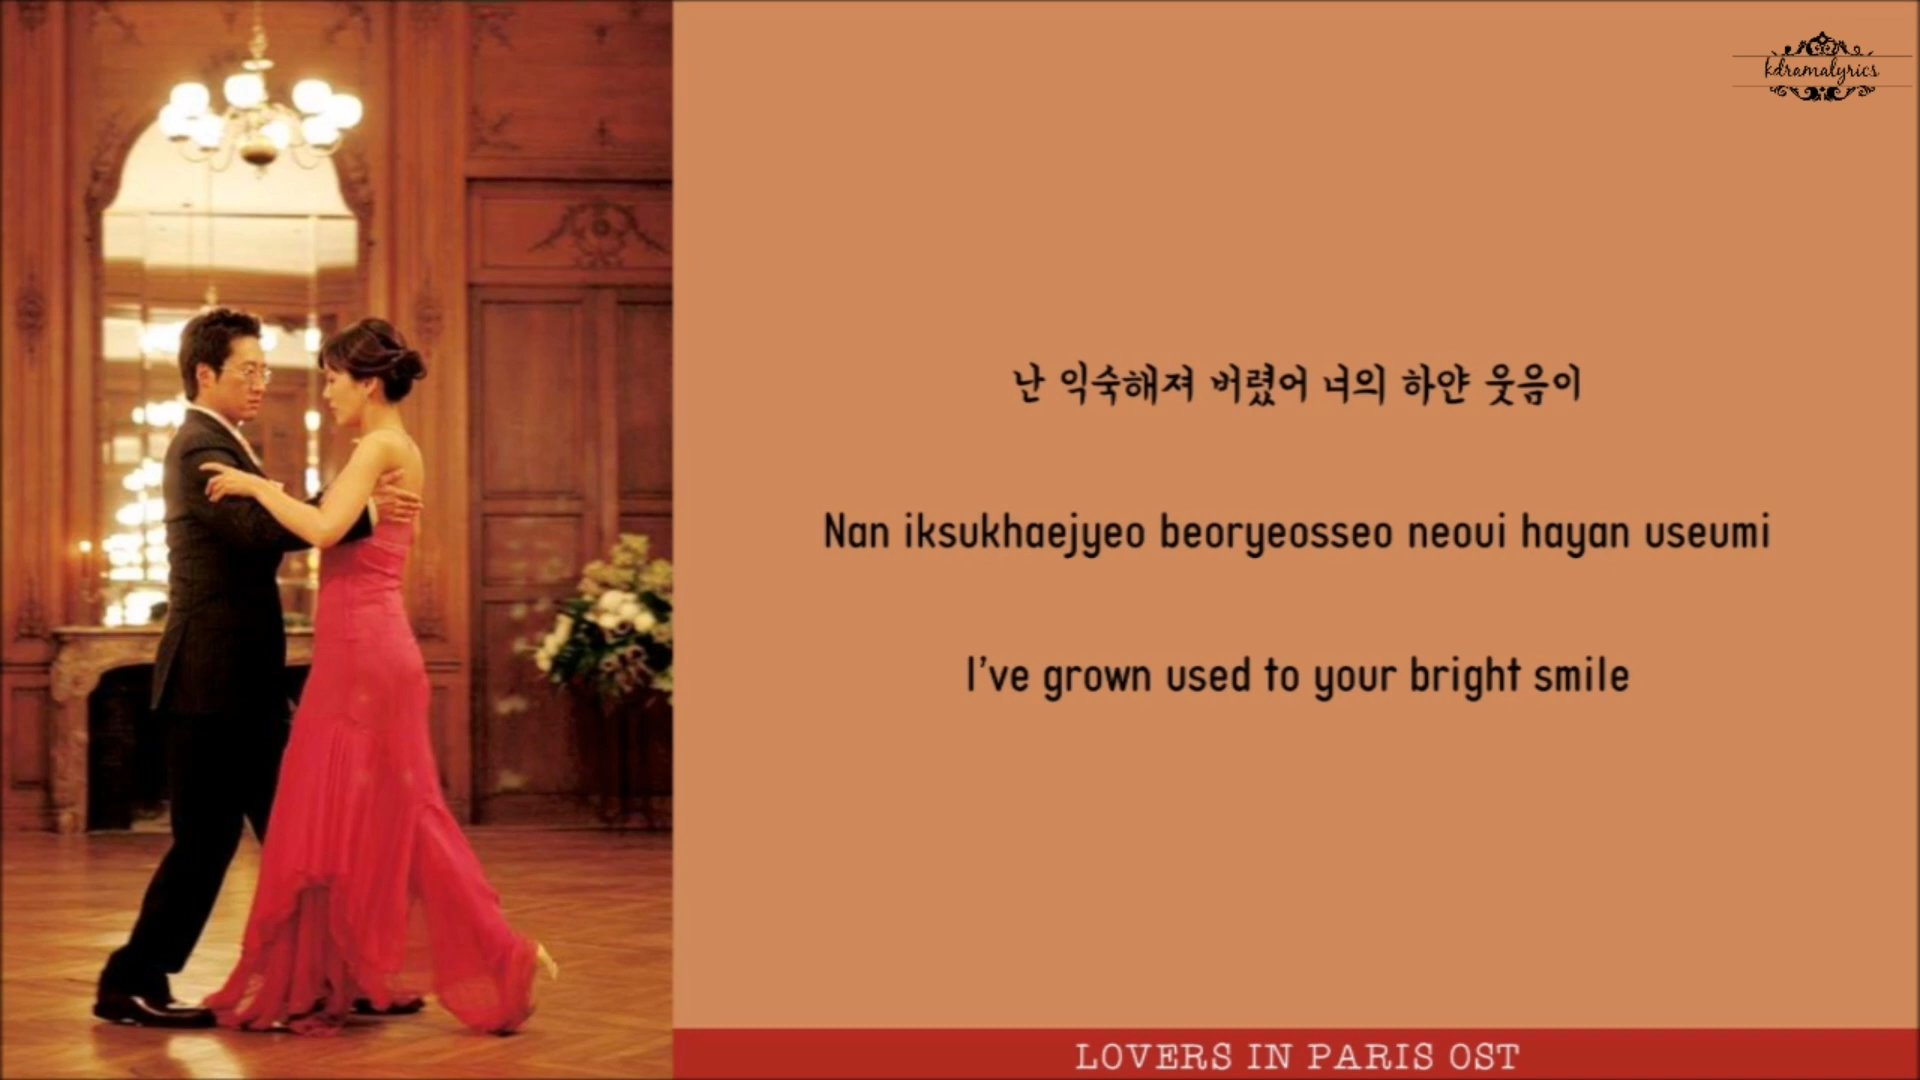 kdramalyrics
난 익숙해져 버렸어 너의 하얀 웃음이
Nan iksukhaejyeo beoryeosseo neoui hayan useumi
I've grown used to your bright smile
LOVERS IN PARIS OST